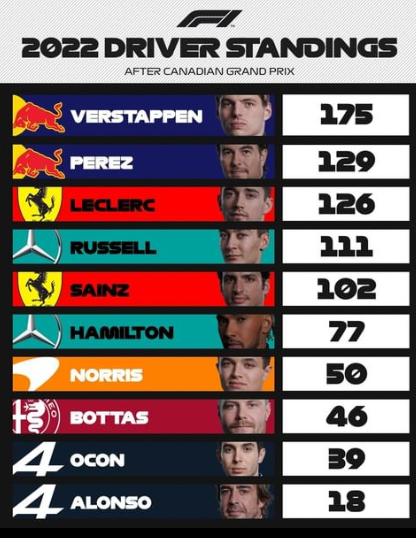 F1
2022 DRIVER STANDINGS
AFTER CANADIAN GRAND PRIX
VERSTAPPEN 175
PEREZ 129
LECLERC 126
RUSSELL 111
SAINZ 102
HAMILTON 77
NORRIS 50
BOTTAS 46
OCON 39
ALONSO 18